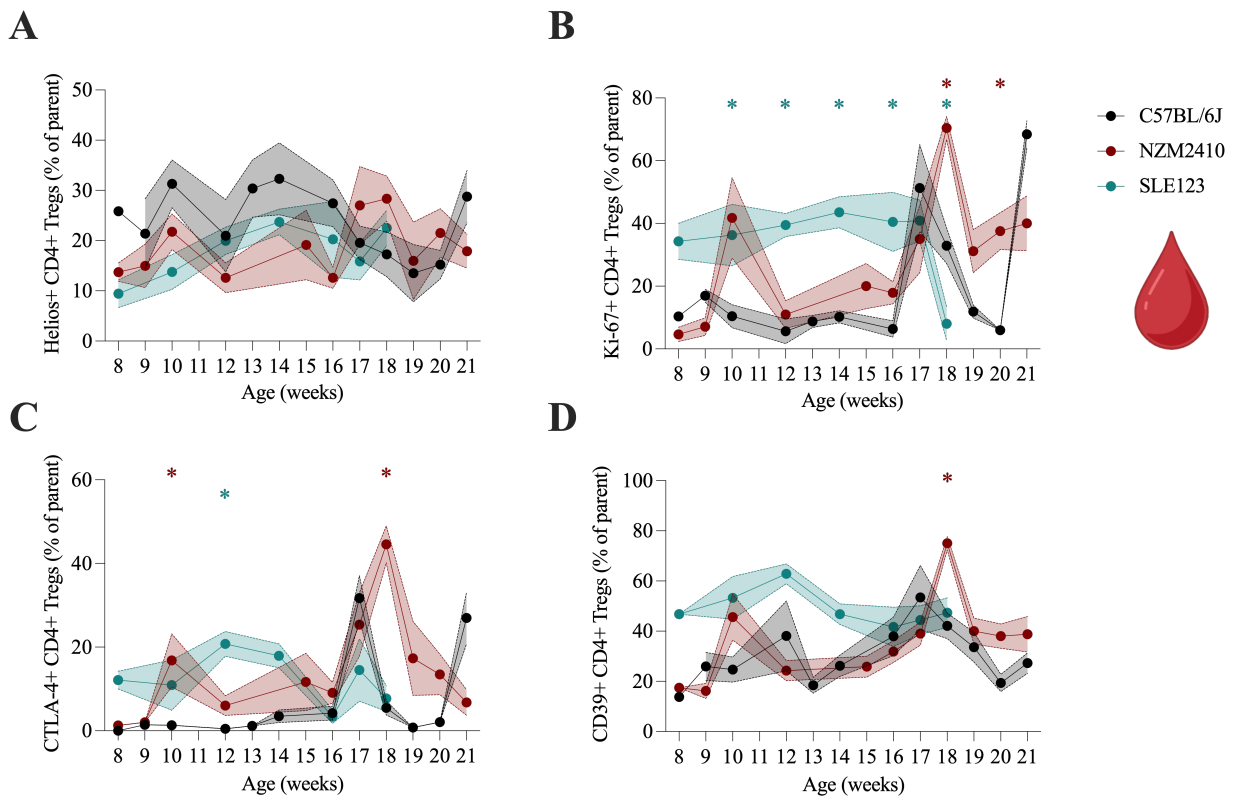 A
B
Helios+ CD4+ Tregs (% of parent)
50
40
30
20
10
0
8 9 10 11 12 13 14 15 16 17 18 19 20 21
Age (weeks)
Ki-67+ CD4+ Tregs (% of parent)
80
60
40
20
0
* * * * * * *
8 9 10 11 12 13 14 15 16 17 18 19 20 21
Age (weeks)
C57BL/6J
NZM2410
SLE123
C
D
CTLA-4+ CD4+ Tregs (% of parent)
60
40
20
0
* * *
8 9 10 11 12 13 14 15 16 17 18 19 20 21
Age (weeks)
CD39+ CD4+ Tregs (% of parent)
100
80
60
40
20
0
*
8 9 10 11 12 13 14 15 16 17 18 19 20 21
Age (weeks)